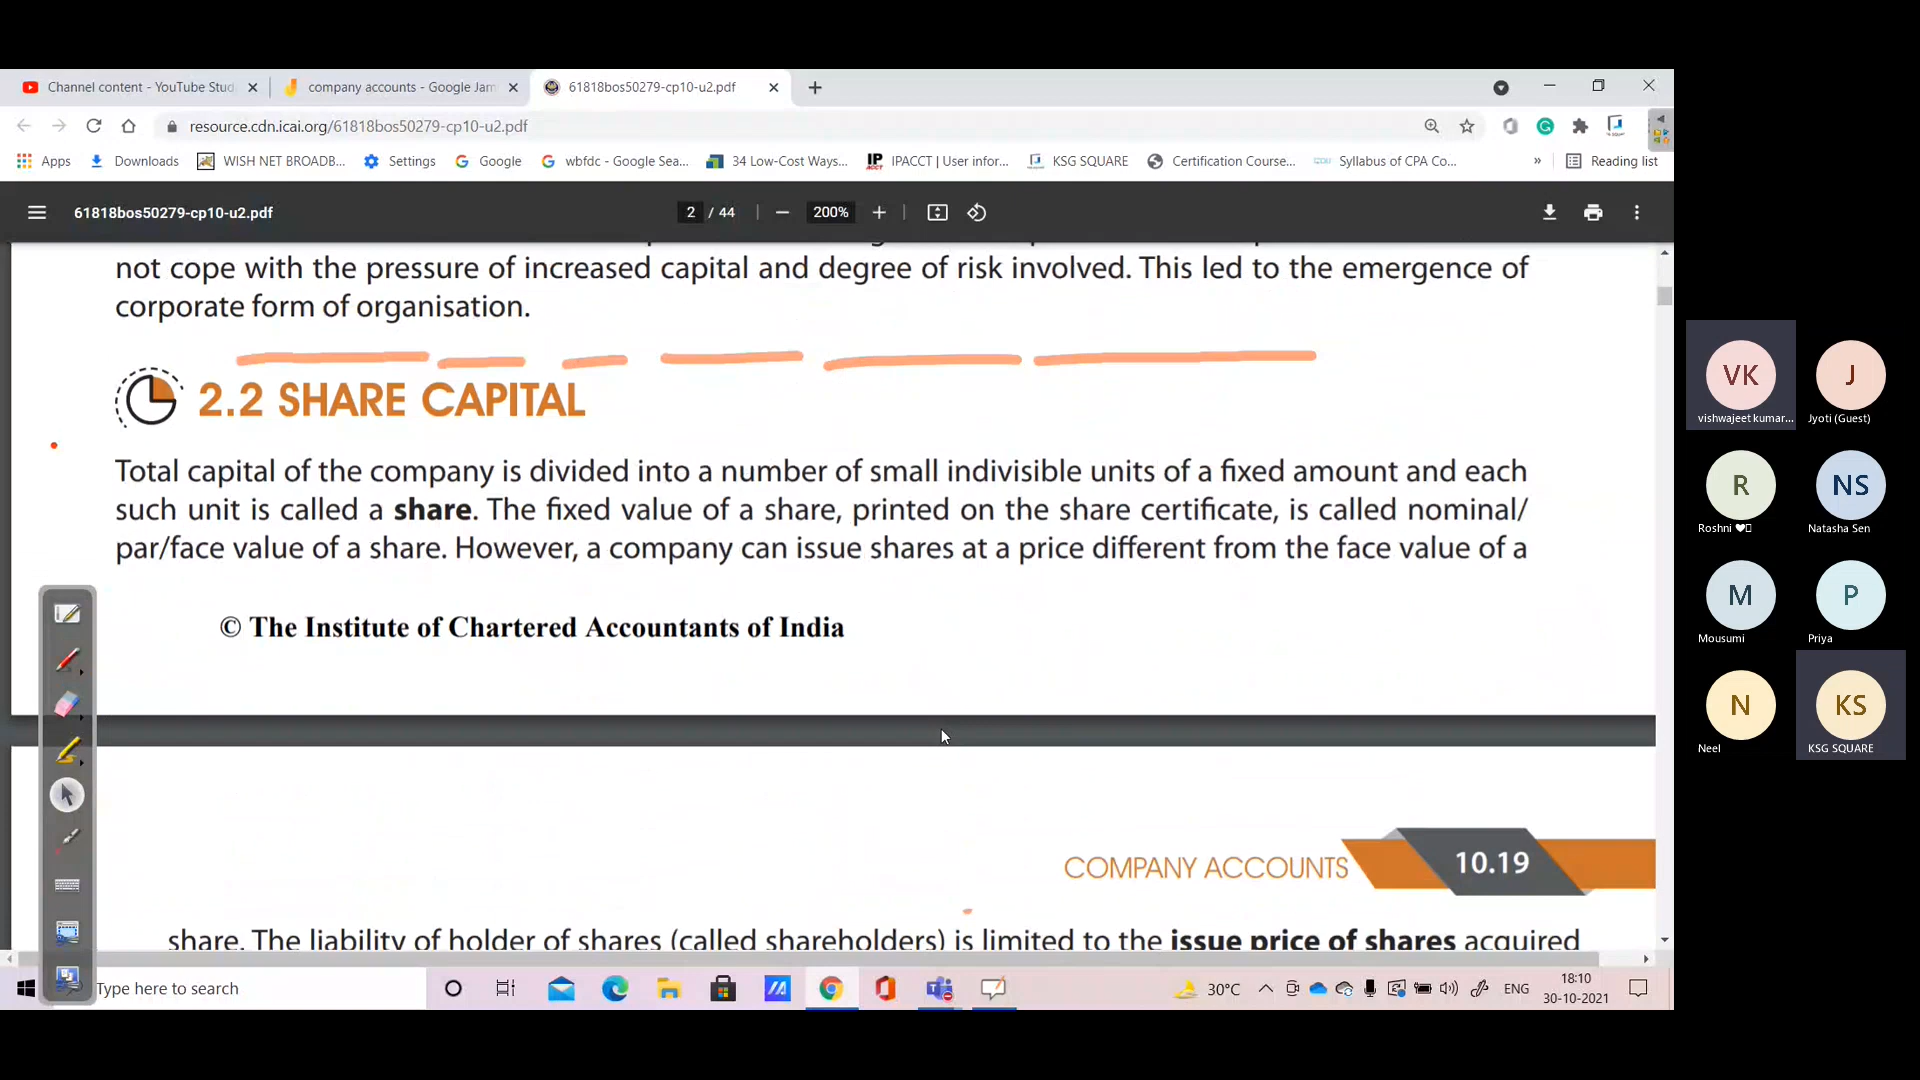 Channel content - YouTube Stud
company accounts - Google Jam
61818bos50279-cp10-u2.pdf
resource.cdn.icai.org/61818bos50279-cp10-u2.pdf
Apps
Downloads
WISH NET BROADB...
Settings
Google
wbfdc - Google Sea...
34 Low-Cost Ways...
IPACCT | User infor...
KSG SQUARE
Certification Course...
Syllabus of CPA Co...
»
Reading list
61818bos50279-cp10-u2.pdf
2 / 44
200%
not cope with the pressure of increased capital and degree of risk involved. This led to the emergence of
corporate form of organisation.
2.2 SHARE CAPITAL
Total capital of the company is divided into a number of small indivisible units of a fixed amount and each
such unit is called a share. The fixed value of a share, printed on the share certificate, is called nominal/
par/face value of a share. However, a company can issue shares at a price different from the face value of a
© The Institute of Chartered Accountants of India
COMPANY ACCOUNTS
10.19
share. The liability of holder of shares (called shareholders) is limited to the issue price of shares acquired
VK
vishwajeet kumar...
J
Jyoti (Guest)
R
Roshni
NS
Natasha Sen
M
Mousumi
P
Priya
N
Neel
KS
KSG SQUARE
Type here to search
30°C
ENG
18:10
30-10-2021